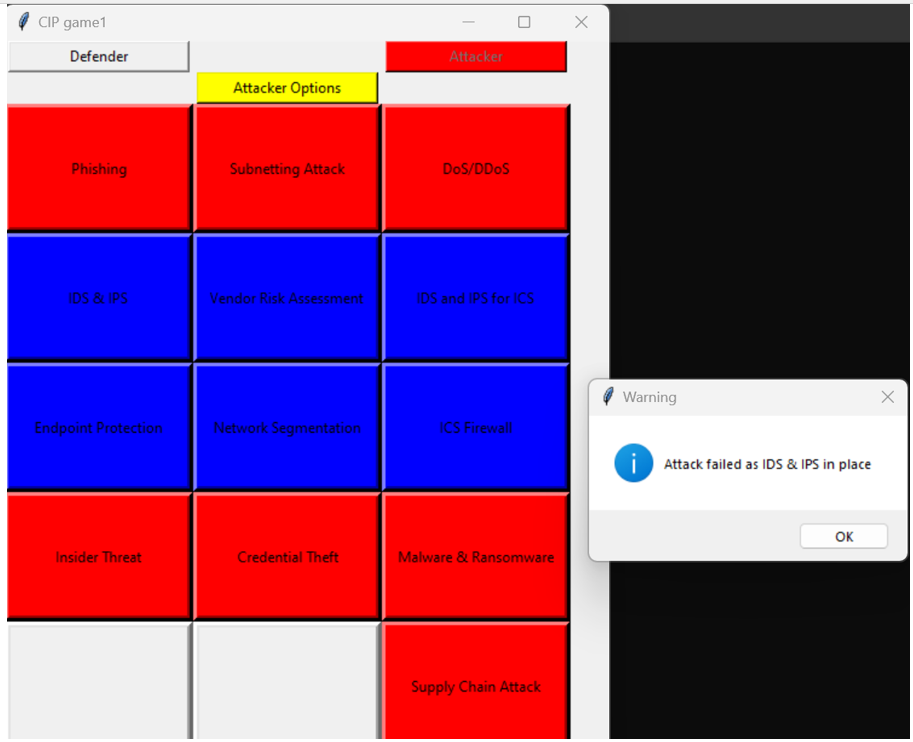 CIP game1
Defender
Attacker
Attacker Options
Phishing
Subnetting Attack
DoS/DDoS
IDS & IPS
Vendor Risk Assessment
IDS and IPS for ICS
Endpoint Protection
Network Segmentation
ICS Firewall
Warning
Attack failed as IDS & IPS in place
OK
Insider Threat
Credential Theft
Malware & Ransomware
Supply Chain Attack